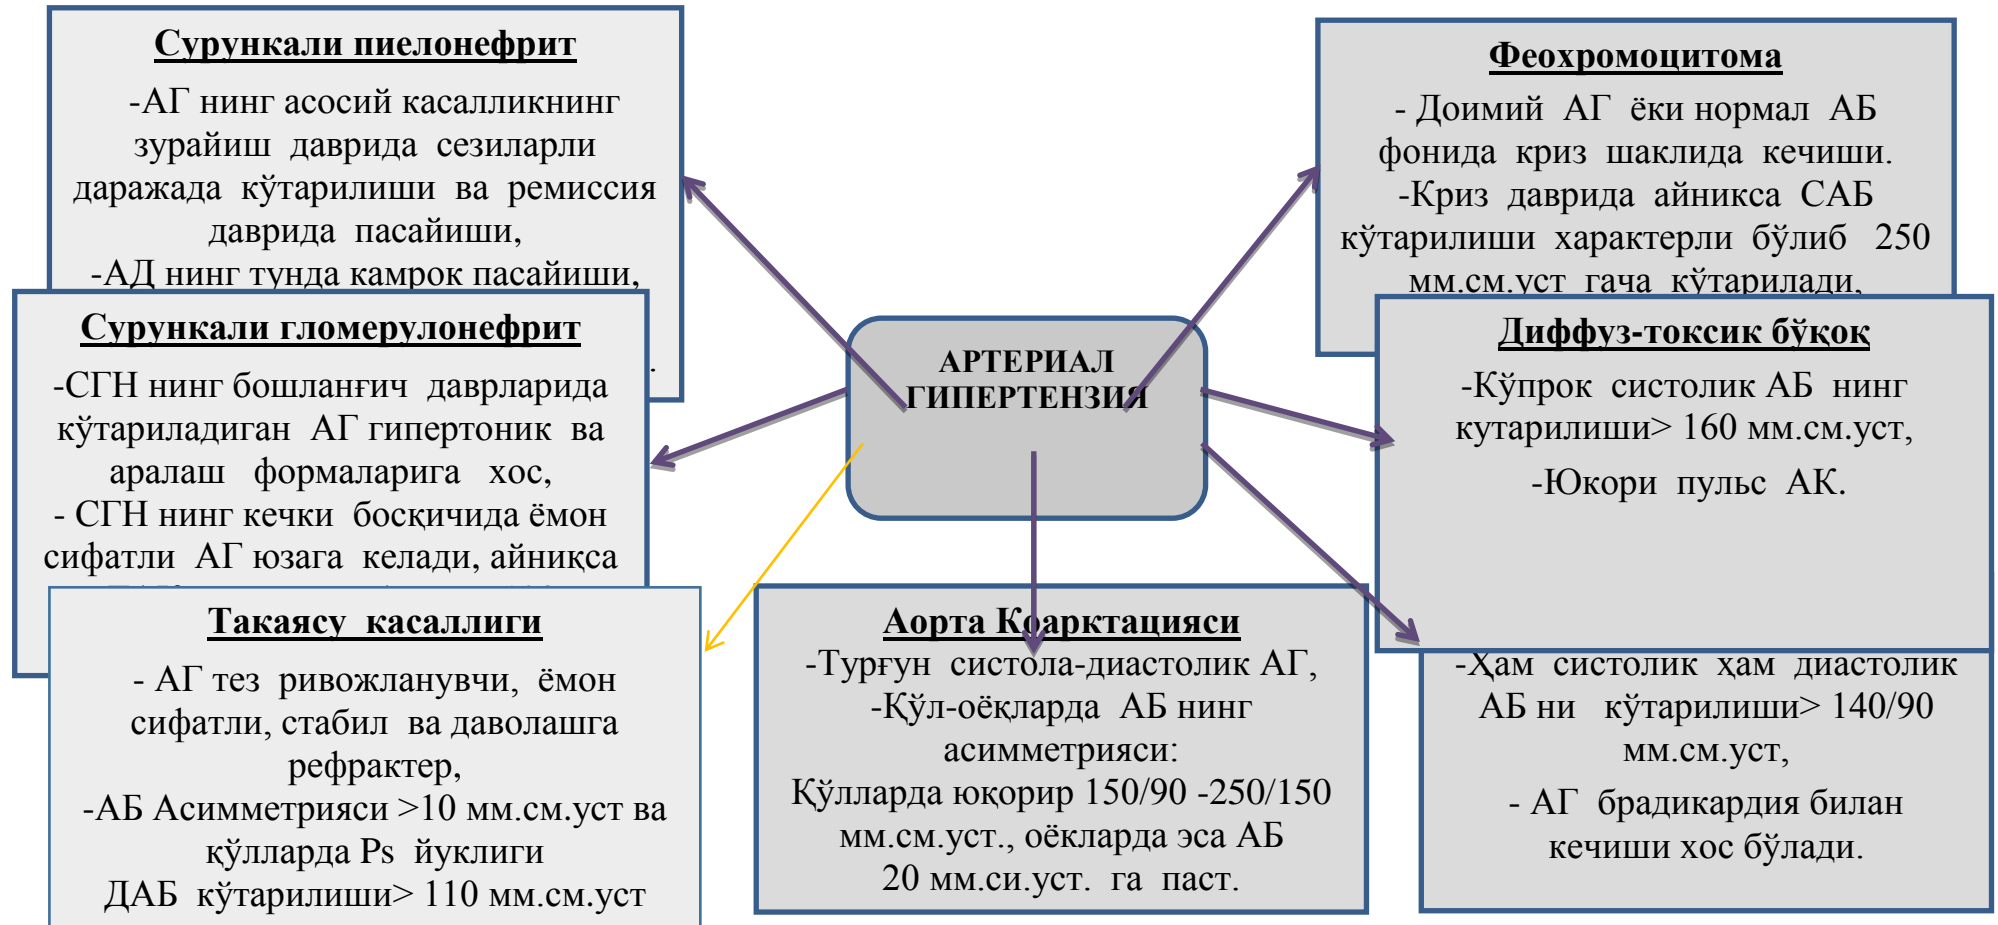 Сурункали пиелонефрит
-АГ нинг асосий касалликнинг
зурайиш даврида сезиларли
даражада кўтарилиши ва ремиссия
даврида пасайиши,
-АД нинг тунда камрок пасайиши,
Сурункали гломерулонефрит
-СГН нинг бошланғич даврларида
кўтариладиган АГ гипертоник ва
аралаш формаларига хос,
- СГН нинг кечки босқичида ёмон
сифатли АГ юзага келади, айниқса
Такаясу касаллиги
- АГ тез ривожланувчи, ёмон
сифатли, стабил ва даволашга
рефрактер,
-АБ Асимметрияси >10 мм.см.уст ва
қўлларда Ps йуклиги
ДАБ кўтарилиши> 110 мм.см.уст
АРТЕРИАЛ
ГИПЕРТЕНЗИЯ
Аорта Коарктацияси
-Турғун систола-диастолик АГ,
-Қўл-оёқларда АБ нинг
асимметрияси:
Қўлларда юқорир 150/90 -250/150
мм.см.уст., оёкларда эса АБ
20 мм.си.уст. га паст.
Феохромоцитома
- Доимий АГ ёки нормал АБ
фонида криз шаклида кечиши.
-Криз даврида айникса САБ
кўтарилиши характерли бўлиб 250
мм.см.уст гача кўтарилади,
Диффуз-токсик бўқоқ
-Кўпрок систолик АБ нинг
кутарилиши> 160 мм.см.уст,
-Юкори пульс АК.
-Ҳам систолик ҳам диастолик
АБ ни кўтарилиши> 140/90
мм.см.уст,
- АГ брадикардия билан
кечиши хос бўлади.